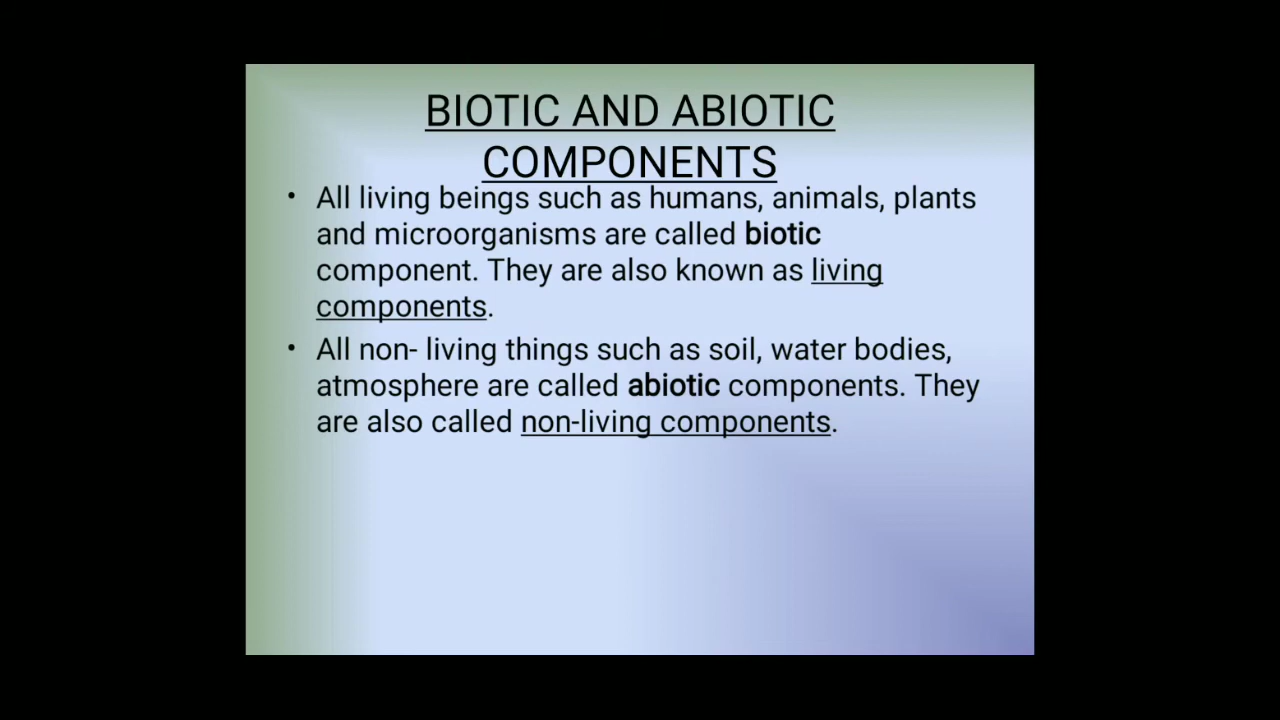 BIOTIC AND ABIOTIC
COMPONENTS
• All living beings such as humans, animals, plants
and microorganisms are called biotic
component. They are also known as living
components.
• All non- living things such as soil, water bodies,
atmosphere are called abiotic components. They
are also called non-living components.